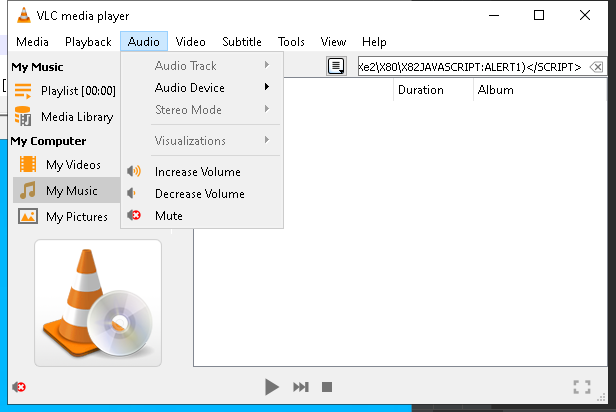 VLC media player
Media Playback Audio Video Subtitle Tools View Help
My Music
Playlist [00:00]
Media Library
My Computer
My Videos
My Music
My Pictures
Audio Track
Audio Device
Stereo Mode
Visualizations
Increase Volume
Decrease Volume
Mute
Xe2\X80\X82JAVASCRIPT:ALERT1)</SCRIPT>
Duration Album